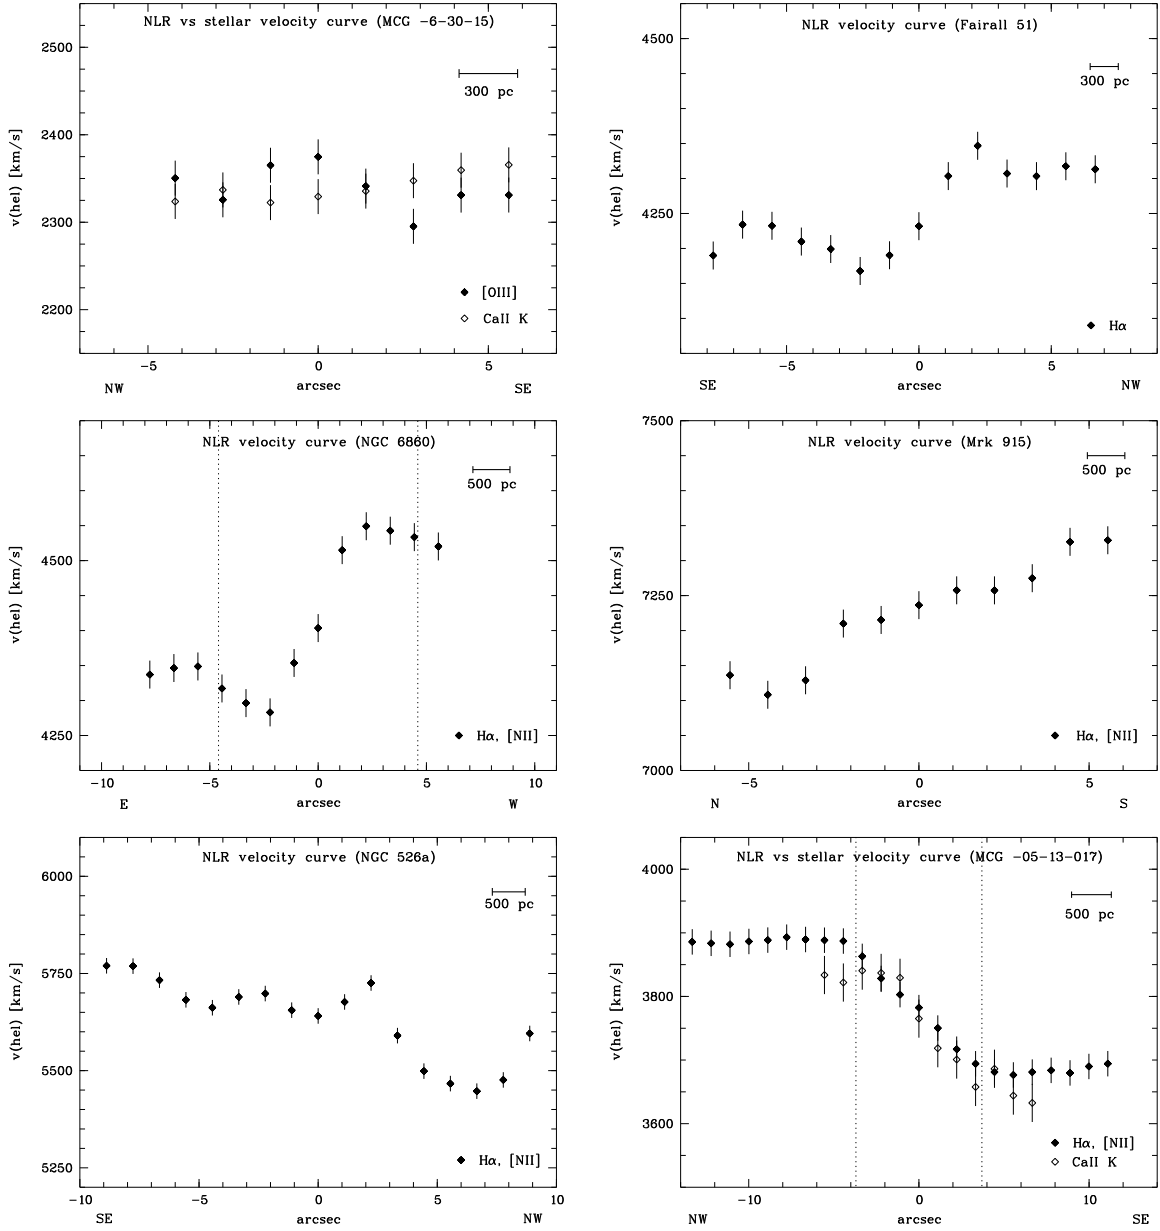 NLR vs stellar velocity curve (MCG -6-30-15)
2500
2400
2300
2200
v(hel) [km/s]
300 pc
[OIII]
CaII K
-5 0 5
NW arcsec SE
NLR velocity curve (Fairall 51)
4500
4250
v(hel) [km/s]
300 pc
Hα
-5 0 5
SE arcsec NW
NLR velocity curve (NGC 6860)
4500
4250
v(hel) [km/s]
500 pc
Hα, [NII]
-10 -5 0 5 10
E arcsec W
NLR velocity curve (Mrk 915)
7500
7250
7000
v(hel) [km/s]
500 pc
Hα, [NII]
-5 0 5
N arcsec S
NLR velocity curve (NGC 526a)
6000
5750
5500
5250
v(hel) [km/s]
500 pc
Hα, [NII]
-10 -5 0 5 10
SE arcsec NW
NLR vs stellar velocity curve (MCG -05-13-017)
4000
3800
3600
v(hel) [km/s]
500 pc
Hα, [NII]
CaII K
-10 0 10
NW arcsec SE